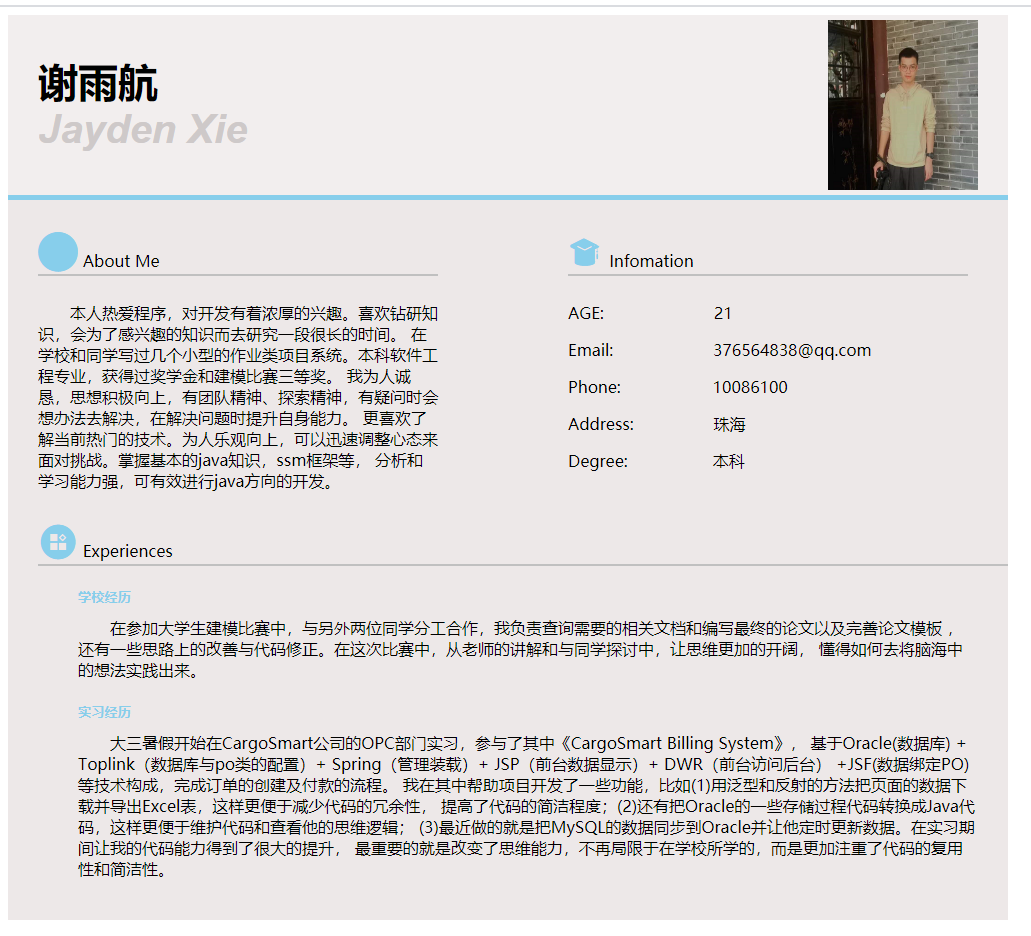 谢雨航
Jayden Xie
About Me
本人热爱程序，对开发有着浓厚的兴趣。喜欢钻研知
识，会为了感兴趣的知识而去研究一段很长的时间。 在
学校和同学写过几个小型的作业类项目系统。本科软件工
程专业，获得过奖学金和建模比赛三等奖。 我为人诚
恳，思想积极向上，有团队精神、探索精神，有疑问时会
想办法去解决，在解决问题时提升自身能力。 更喜欢了
解当前热门的技术。为人乐观向上，可以迅速调整心态来
面对挑战。掌握基本的java知识，ssm框架等， 分析和
学习能力强，可有效进行java方向的开发。
Infomation
AGE: 21
Email: 376564838@qq.com
Phone: 10086100
Address: 珠海
Degree: 本科
Experiences
学校经历
在参加大学生建模比赛中，与另外两位同学分工合作，我负责查询需要的相关文档和编写最终的论文以及完善论文模板 ，
还有一些思路上的改善与代码修正。在这次比赛中，从老师的讲解和与同学探讨中，让思维更加的开阔， 懂得如何去将脑海中
的想法实践出来。
实习经历
大三暑假开始在CargoSmart公司的OPC部门实习，参与了其中《CargoSmart Billing System》， 基于Oracle(数据库) +
Toplink（数据库与po类的配置）+ Spring（管理装载）+ JSP（前台数据显示）+ DWR（前台访问后台） +JSF(数据绑定PO)
等技术构成，完成订单的创建及付款的流程。 我在其中帮助项目开发了一些功能，比如(1)用泛型和反射的方法把页面的数据下
载并导出Excel表，这样更便于减少代码的冗余性， 提高了代码的简洁程度；(2)还有把Oracle的一些存储过程代码转换成Java代
码，这样更便于维护代码和查看他的思维逻辑； (3)最近做的就是把MySQL的数据同步到Oracle并让他定时更新数据。在实习期
间让我的代码能力得到了很大的提升， 最重要的就是改变了思维能力，不再局限于在学校所学的，而是更加注重了代码的复用
性和简洁性。